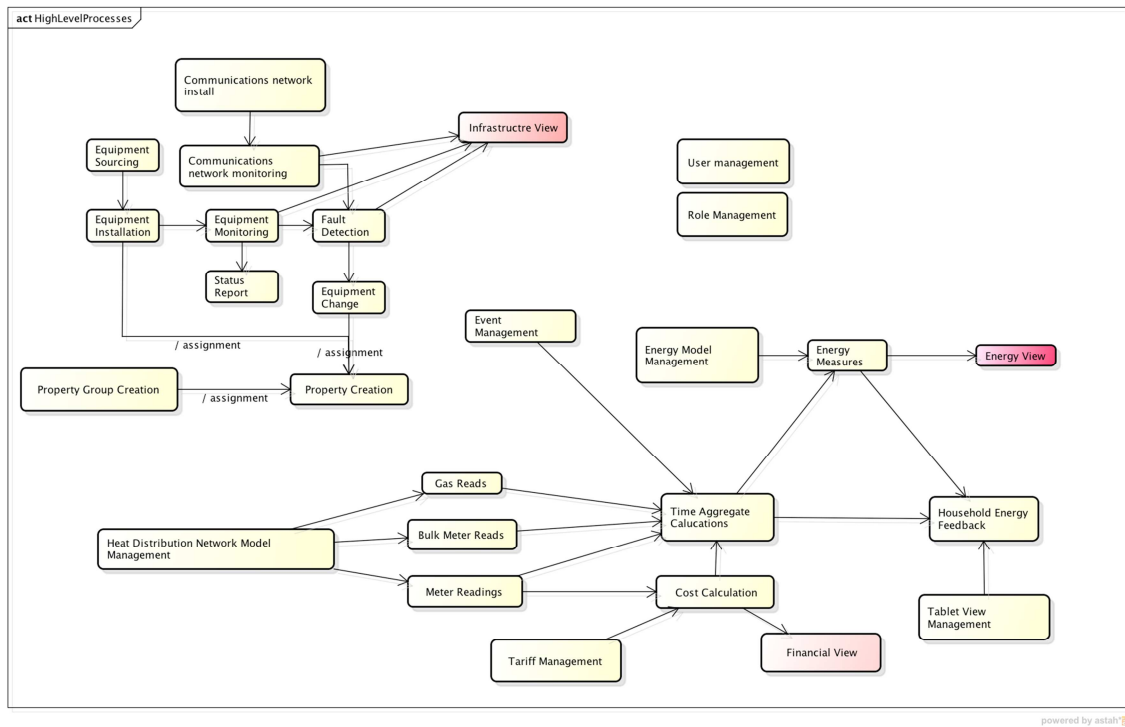 act HighLevelProcesses
Communications network
install
Infrastructre View
Equipment
Sourcing
Communications
network monitoring
User management
Role Management
Equipment
Installation
Equipment
Monitoring
Fault
Detection
Status
Report
Equipment
Change
Event
Management
/ assignment
/ assignment
Energy Model
Management
Energy
Measures
Energy View
Property Group Creation
/ assignment
Property Creation
Gas Reads
Time Aggregate
Calucations
Household Energy
Feedback
Heat Distribution Network Model
Management
Bulk Meter Reads
Meter Readings
Cost Calculation
Tablet View
Management
Tariff Management
Financial View
powered by astah*